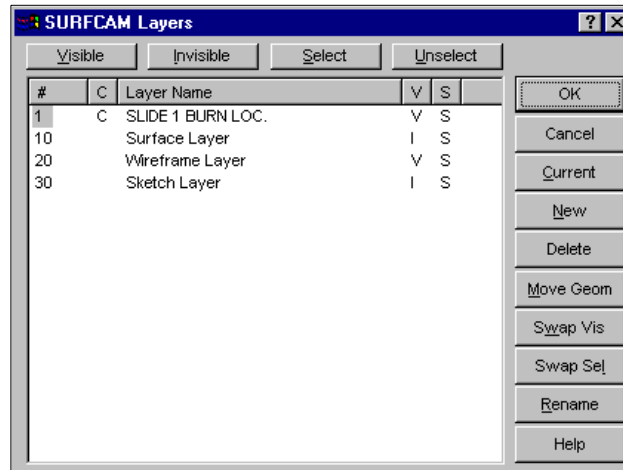 SURFCAM Layers
Visible Invisible Select Unselect
# C Layer Name V S
1 C SLIDE 1 BURN LOC. V S
10 Surface Layer I S
20 Wireframe Layer V S
30 Sketch Layer I S
OK
Cancel
Current
New
Delete
Move Geom
Swap Vis
Swap Sel
Rename
Help